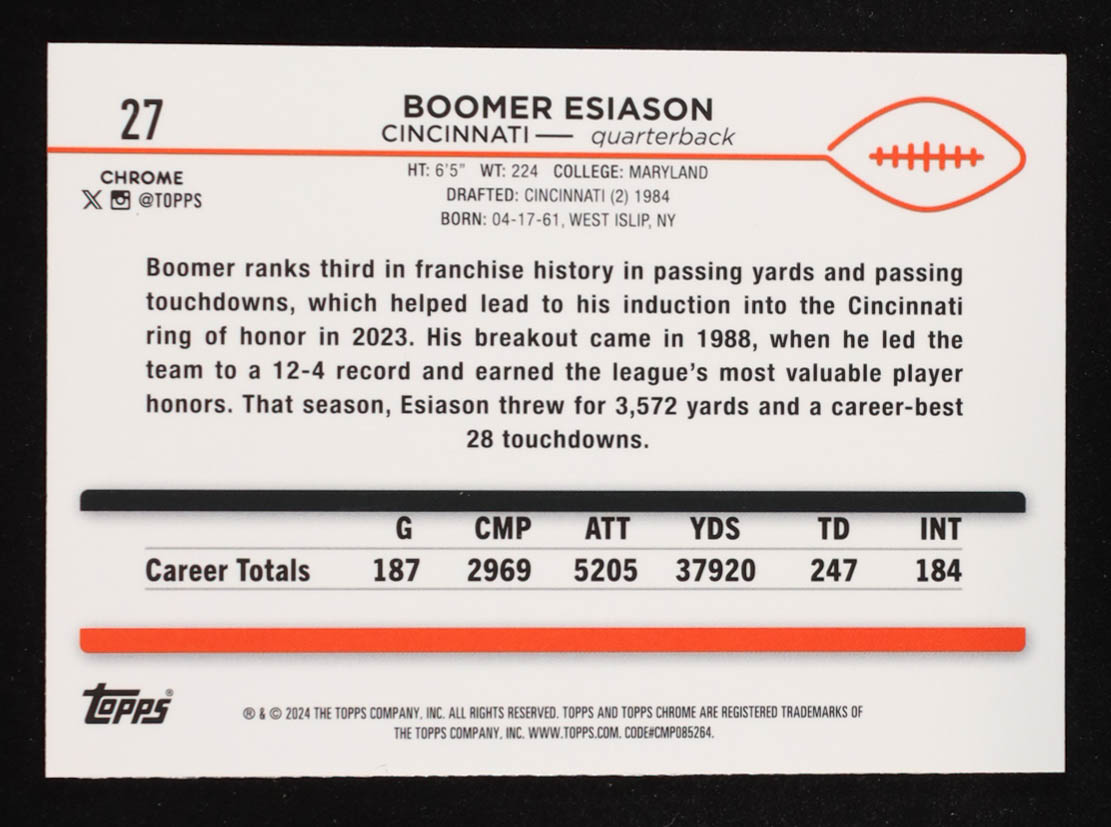 27
BOOMER ESIASON
CINCINNATI — quarterback
CHROME
@TOPPS
HT: 6'5" WT: 224 COLLEGE: MARYLAND
DRAFTED: CINCINNATI (2) 1984
BORN: 04-17-61, WEST ISLIP, NY
Boomer ranks third in franchise history in passing yards and passing
touchdowns, which helped lead to his induction into the Cincinnati
ring of honor in 2023. His breakout came in 1988, when he led the
team to a 12-4 record and earned the league's most valuable player
honors. That season, Esiason threw for 3,572 yards and a career-best
28 touchdowns.
G CMP ATT YDS TD INT
Career Totals 187 2969 5205 37920 247 184
Topps®
® & © 2024 THE TOPPS COMPANY, INC. ALL RIGHTS RESERVED. TOPPS AND TOPPS CHROME ARE REGISTERED TRADEMARKS OF
THE TOPPS COMPANY, INC. WWW.TOPPS.COM. CODE#CMP085264.